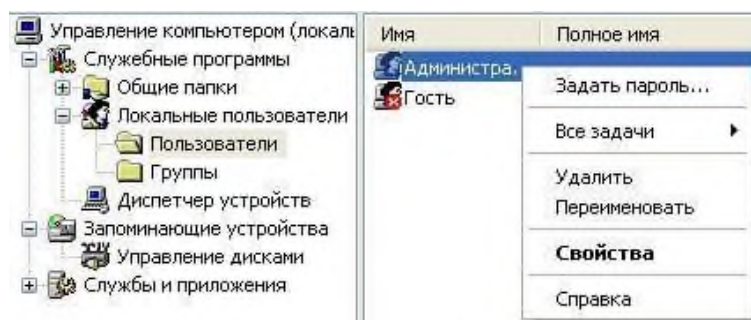 Управление компьютером (локаль
Служебные программы
Общие папки
Локальные пользователи
Пользователи
Группы
Диспетчер устройств
Запоминающие устройства
Управление дисками
Службы и приложения
Имя Полное имя
Администра.
Гость
Задать пароль...
Все задачи
Удалить
Переименовать
Свойства
Справка